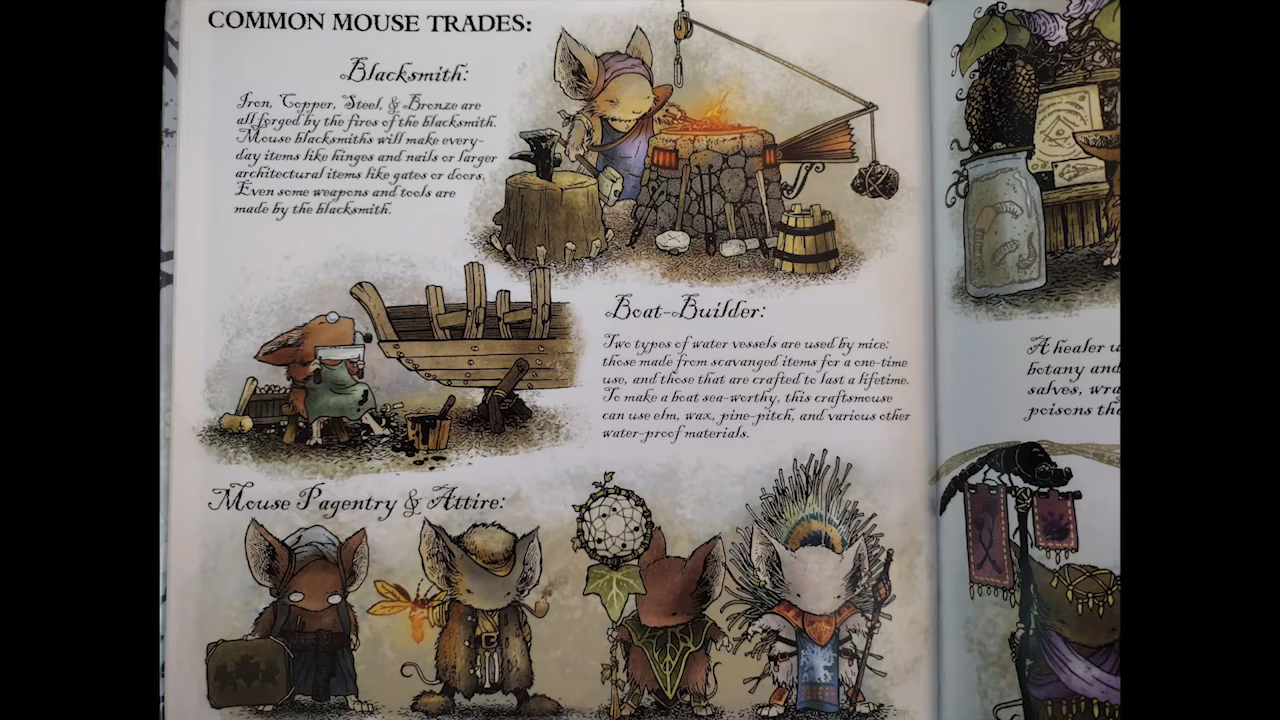 COMMON MOUSE TRADES:
Blacksmith:
Iron, Copper, Steel, & Bronze are
all forged by the fires of the blacksmith.
Mouse blacksmiths will make every-
day items like hinges and nails or larger
architectural items like gates or doors.
Even some weapons and tools are
made by the blacksmith.
Boat-Builder:
Two types of water vessels are used by mice:
those made from scavanged items for a one-time
use, and those that are crafted to last a lifetime.
To make a boat sea-worthy, this craftsmouse
can use elm, wax, pine-pitch, and various other
water-proof materials.
Mouse Pagentry & Attire:
A healer
botany and
salves,
poisons